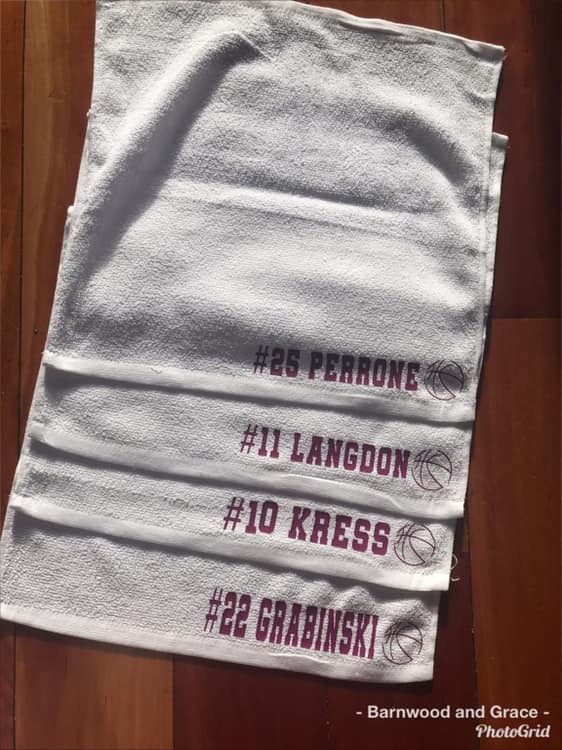 #25 PERRONE
#11 LANGDON
#10 KRESS
#22 GRABINSKI
- Barnwood and Grace -
PhotoGrid